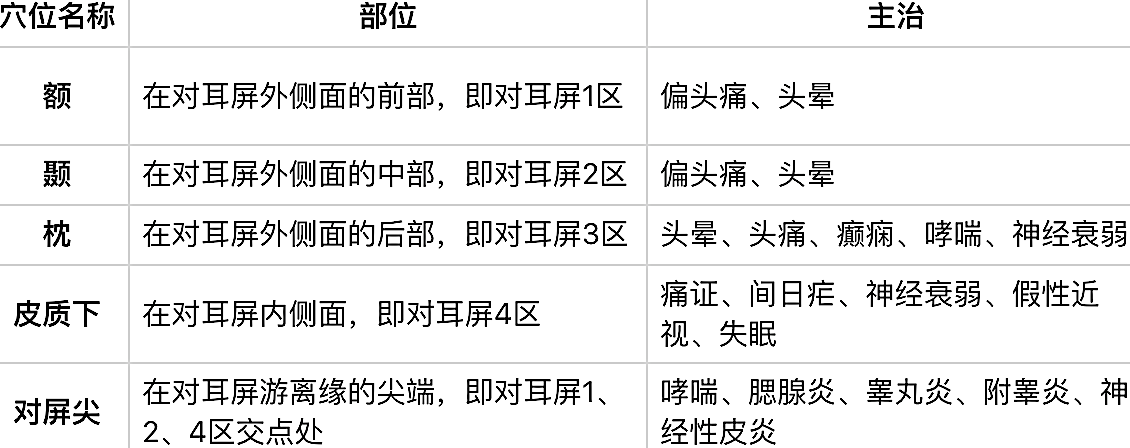 穴位名称 部位 主治
额 在对耳屏外侧面的前部，即对耳屏1区 偏头痛、头晕
颞 在对耳屏外侧面的中部，即对耳屏2区 偏头痛、头晕
枕 在对耳屏外侧面的后部，即对耳屏3区 头晕、头痛、癫痫、哮喘、神经衰弱
皮质下 在对耳屏内侧面，即对耳屏4区 痛证、间日疟、神经衰弱、假性近
视、失眠
对屏尖 在对耳屏游离缘的尖端，即对耳屏1、
2、4区交点处 哮喘、腮腺炎、睾丸炎、附睾炎、神
经性皮炎